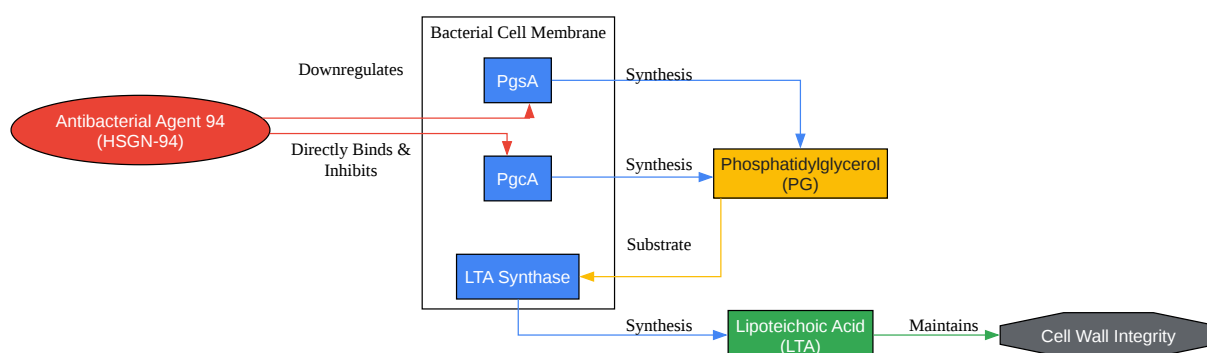 Bacterial Cell Membrane
Downregulates
PgsA
Synthesis
Antibacterial Agent 94
(HSGN-94)
Directly Binds &
Inhibits
PgcA
Synthesis
Phosphatidylglycerol
(PG)
Substrate
LTA Synthase
Synthesis
Lipoteichoic Acid
(LTA)
Maintains
Cell Wall Integrity